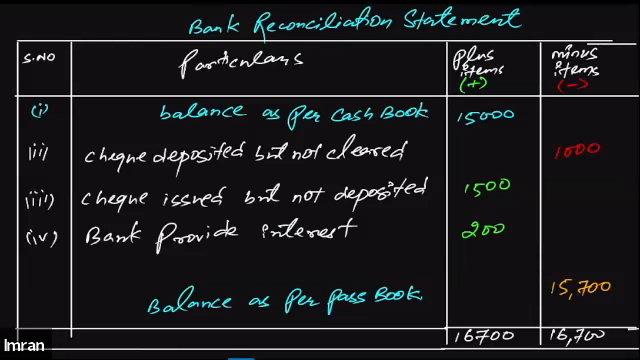 Bank Reconciliation Statement
S.NO Particulars plus items (+) minus items (-)
(i) balance as per Cash Book 15000
(ii) cheque deposited but not cleared 1000
(iii) cheque issued but not deposited 1500
(iv) Bank Provide interest 200
Balance as per pass Book 15,700
16700 16,700
Imran